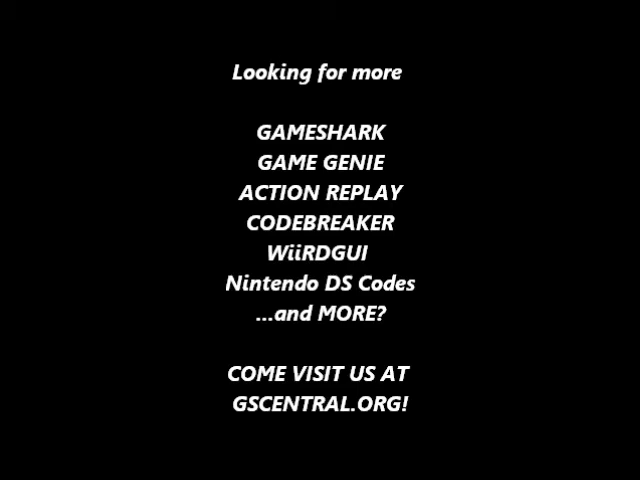 Looking for more
GAMESHARK
GAME GENIE
ACTION REPLAY
CODEBREAKER
WiiRDGUI
Nintendo DS Codes
...and MORE?
COME VISIT US AT
GSCENTRAL.ORG!